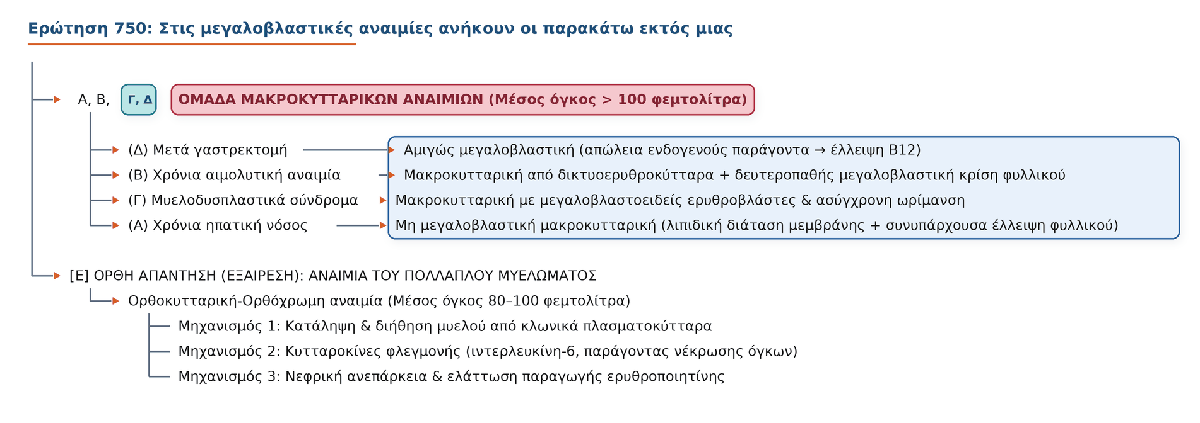 Ερώτηση 750: Στις μεγαλοβλαστικές αναιμίες ανήκουν οι παρακάτω εκτός μιας
Α, Β, Γ, Δ ΟΜΑΔΑ ΜΑΚΡΟΚΥΤΤΑΡΙΚΩΝ ΑΝΑΙΜΙΩΝ (Μέσος όγκος > 100 φεμτολίτρα)
(Δ) Μετά γαστρεκτομή Αμιγώς μεγαλοβλαστική (απώλεια ενδογενούς παράγοντα → έλλειψη Β12)
(Β) Χρόνια αιμολυτική αναιμία Μακροκυτταρική από δικτυοερυθροκύτταρα + δευτεροπαθής μεγαλοβλαστική κρίση φυλλικού
(Γ) Μυελοδυσπλαστικά σύνδρομα Μακροκυτταρική με μεγαλοβλαστοειδείς ερυθροβλάστες & ασύγχρονη ωρίμανση
(Α) Χρόνια ηπατική νόσος Μη μεγαλοβλαστική μακροκυτταρική (λιπιδική διάταση μεμβράνης + συνυπάρχουσα έλλειψη φυλλικού)
[Ε] ΟΡΘΗ ΑΠΑΝΤΗΣΗ (ΕΞΑΙΡΕΣΗ): ΑΝΑΙΜΙΑ ΤΟΥ ΠΟΛΛΑΠΛΟΥ ΜΥΕΛΩΜΑΤΟΣ
Ορθοκυτταρική-Ορθόχρωμη αναιμία (Μέσος όγκος 80–100 φεμτολίτρα)
Μηχανισμός 1: Κατάληψη & διήθηση μυελού από κλωνικά πλασματοκύτταρα
Μηχανισμός 2: Κυτταροκίνες φλεγμονής (ιντερλευκίνη-6, παράγοντας νέκρωσης όγκων)
Μηχανισμός 3: Νεφρική ανεπάρκεια & ελάττωση παραγωγής ερυθροποιητίνης